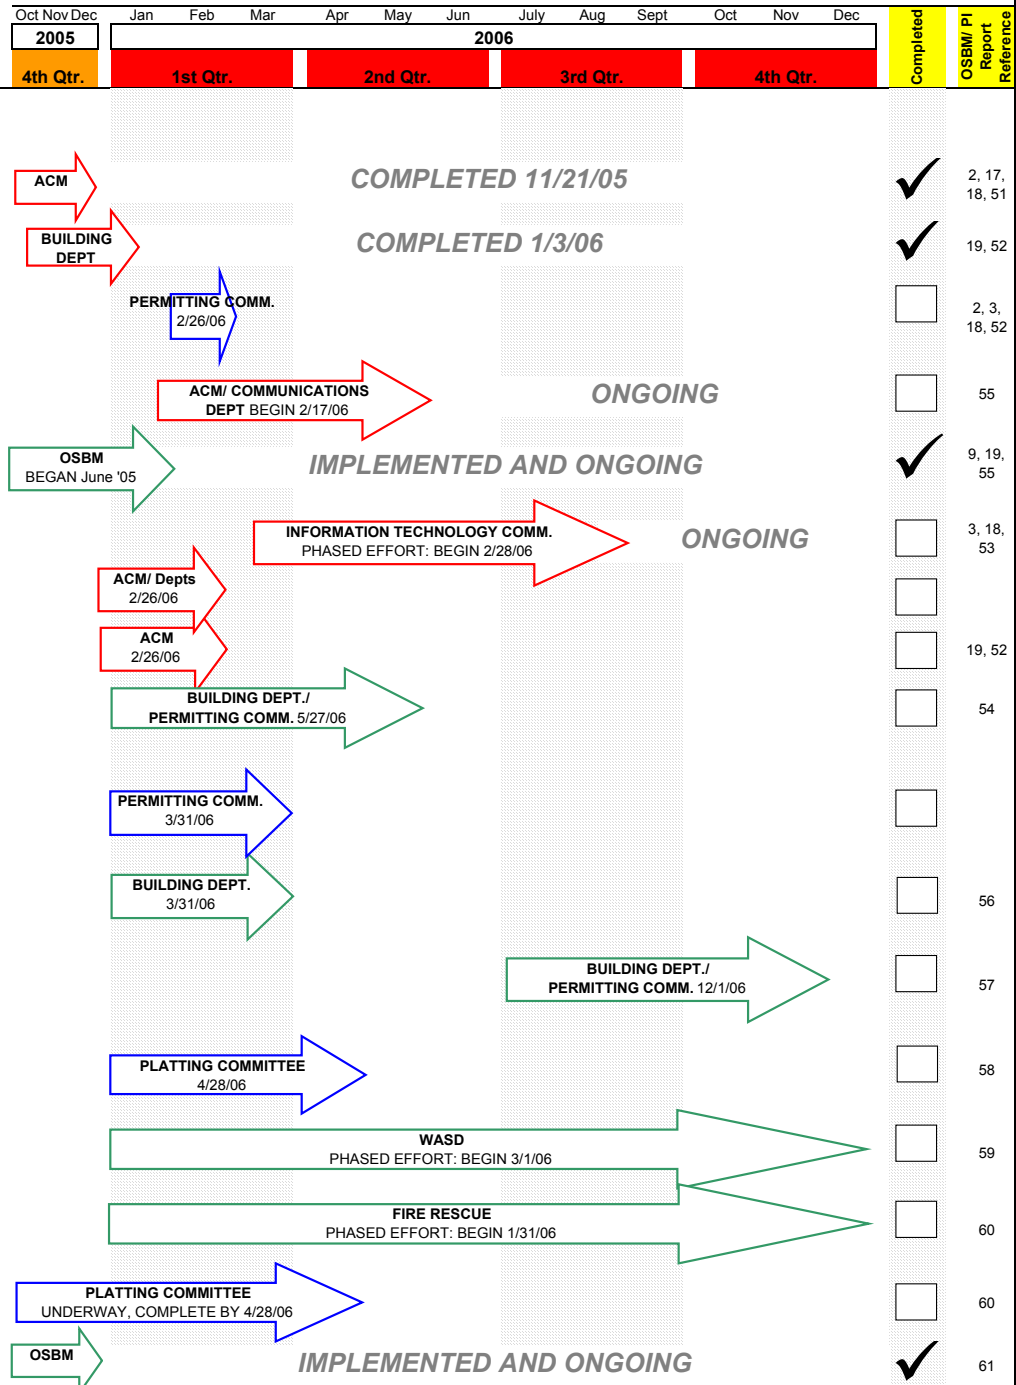 Oct Nov Dec Jan Feb Mar Apr May Jun July Aug Sept Oct Nov Dec
2005 2006
4th Qtr. 1st Qtr. 2nd Qtr. 3rd Qtr. 4th Qtr.
Completed
OSBM/ PI
Report
Reference
ACM
COMPLETED 11/21/05
2, 17,
18, 51
BUILDING
DEPT
COMPLETED 1/3/06
19, 52
PERMITTING COMM.
2/26/06
2, 3,
18, 52
ACM/ COMMUNICATIONS
DEPT BEGIN 2/17/06
ONGOING
55
OSBM
BEGAN June '05
IMPLEMENTED AND ONGOING
9, 19,
55
INFORMATION TECHNOLOGY COMM.
PHASED EFFORT: BEGIN 2/28/06
ONGOING
3, 18,
53
ACM/ Depts
2/26/06
ACM
2/26/06
19, 52
BUILDING DEPT./
PERMITTING COMM. 5/27/06
54
PERMITTING COMM.
3/31/06
BUILDING DEPT.
3/31/06
56
BUILDING DEPT./
PERMITTING COMM. 12/1/06
57
PLATTING COMMITTEE
4/28/06
58
WASD
PHASED EFFORT: BEGIN 3/1/06
59
FIRE RESCUE
PHASED EFFORT: BEGIN 1/31/06
60
PLATTING COMMITTEE
UNDERWAY, COMPLETE BY 4/28/06
60
OSBM
IMPLEMENTED AND ONGOING
61